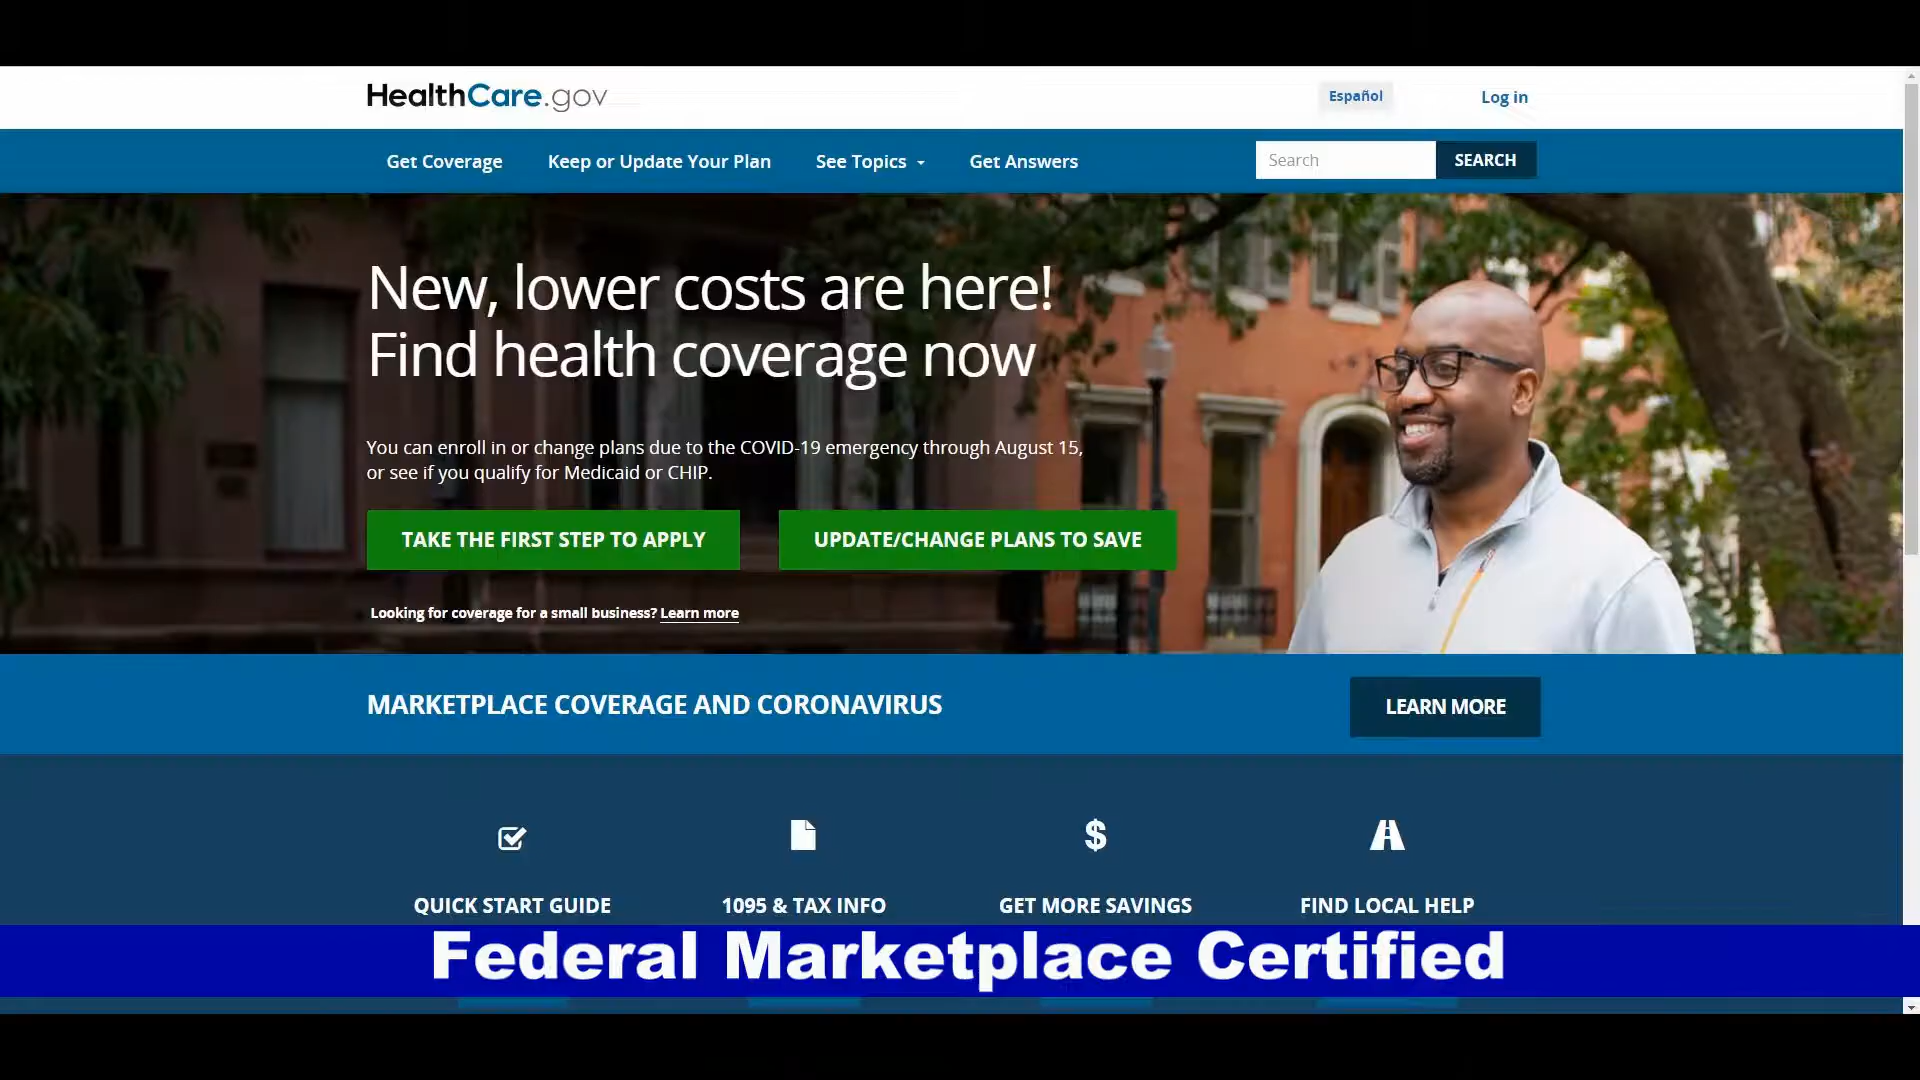 HealthCare.gov
Español
Log in
Get Coverage
Keep or Update Your Plan
See Topics
Get Answers
Search
SEARCH
New, lower costs are here!
Find health coverage now
You can enroll in or change plans due to the COVID-19 emergency through August 15,
or see if you qualify for Medicaid or CHIP.
TAKE THE FIRST STEP TO APPLY
UPDATE/CHANGE PLANS TO SAVE
Looking for coverage for a small business? Learn more
MARKETPLACE COVERAGE AND CORONAVIRUS
LEARN MORE
QUICK START GUIDE
1095 & TAX INFO
GET MORE SAVINGS
FIND LOCAL HELP
Federal Marketplace Certified